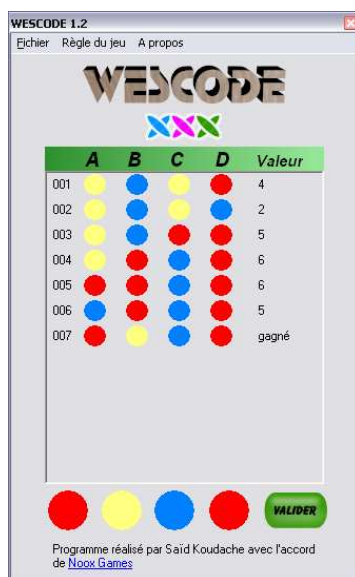 WESCODE 1.2
Fichier Règle du jeu A propos
WESCODE
A B C D Valeur
001 4
002 2
003 5
004 6
005 6
006 5
007 gagné
VALIDER
Programme réalisé par Saïd Koudache avec l'accord
de Noox Games